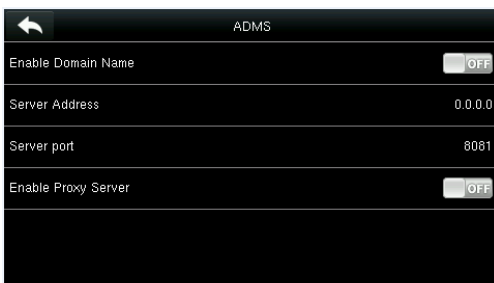 ADMS
Enable Domain Name OFF
Server Address 0.0.0.0
Server port 8081
Enable Proxy Server OFF